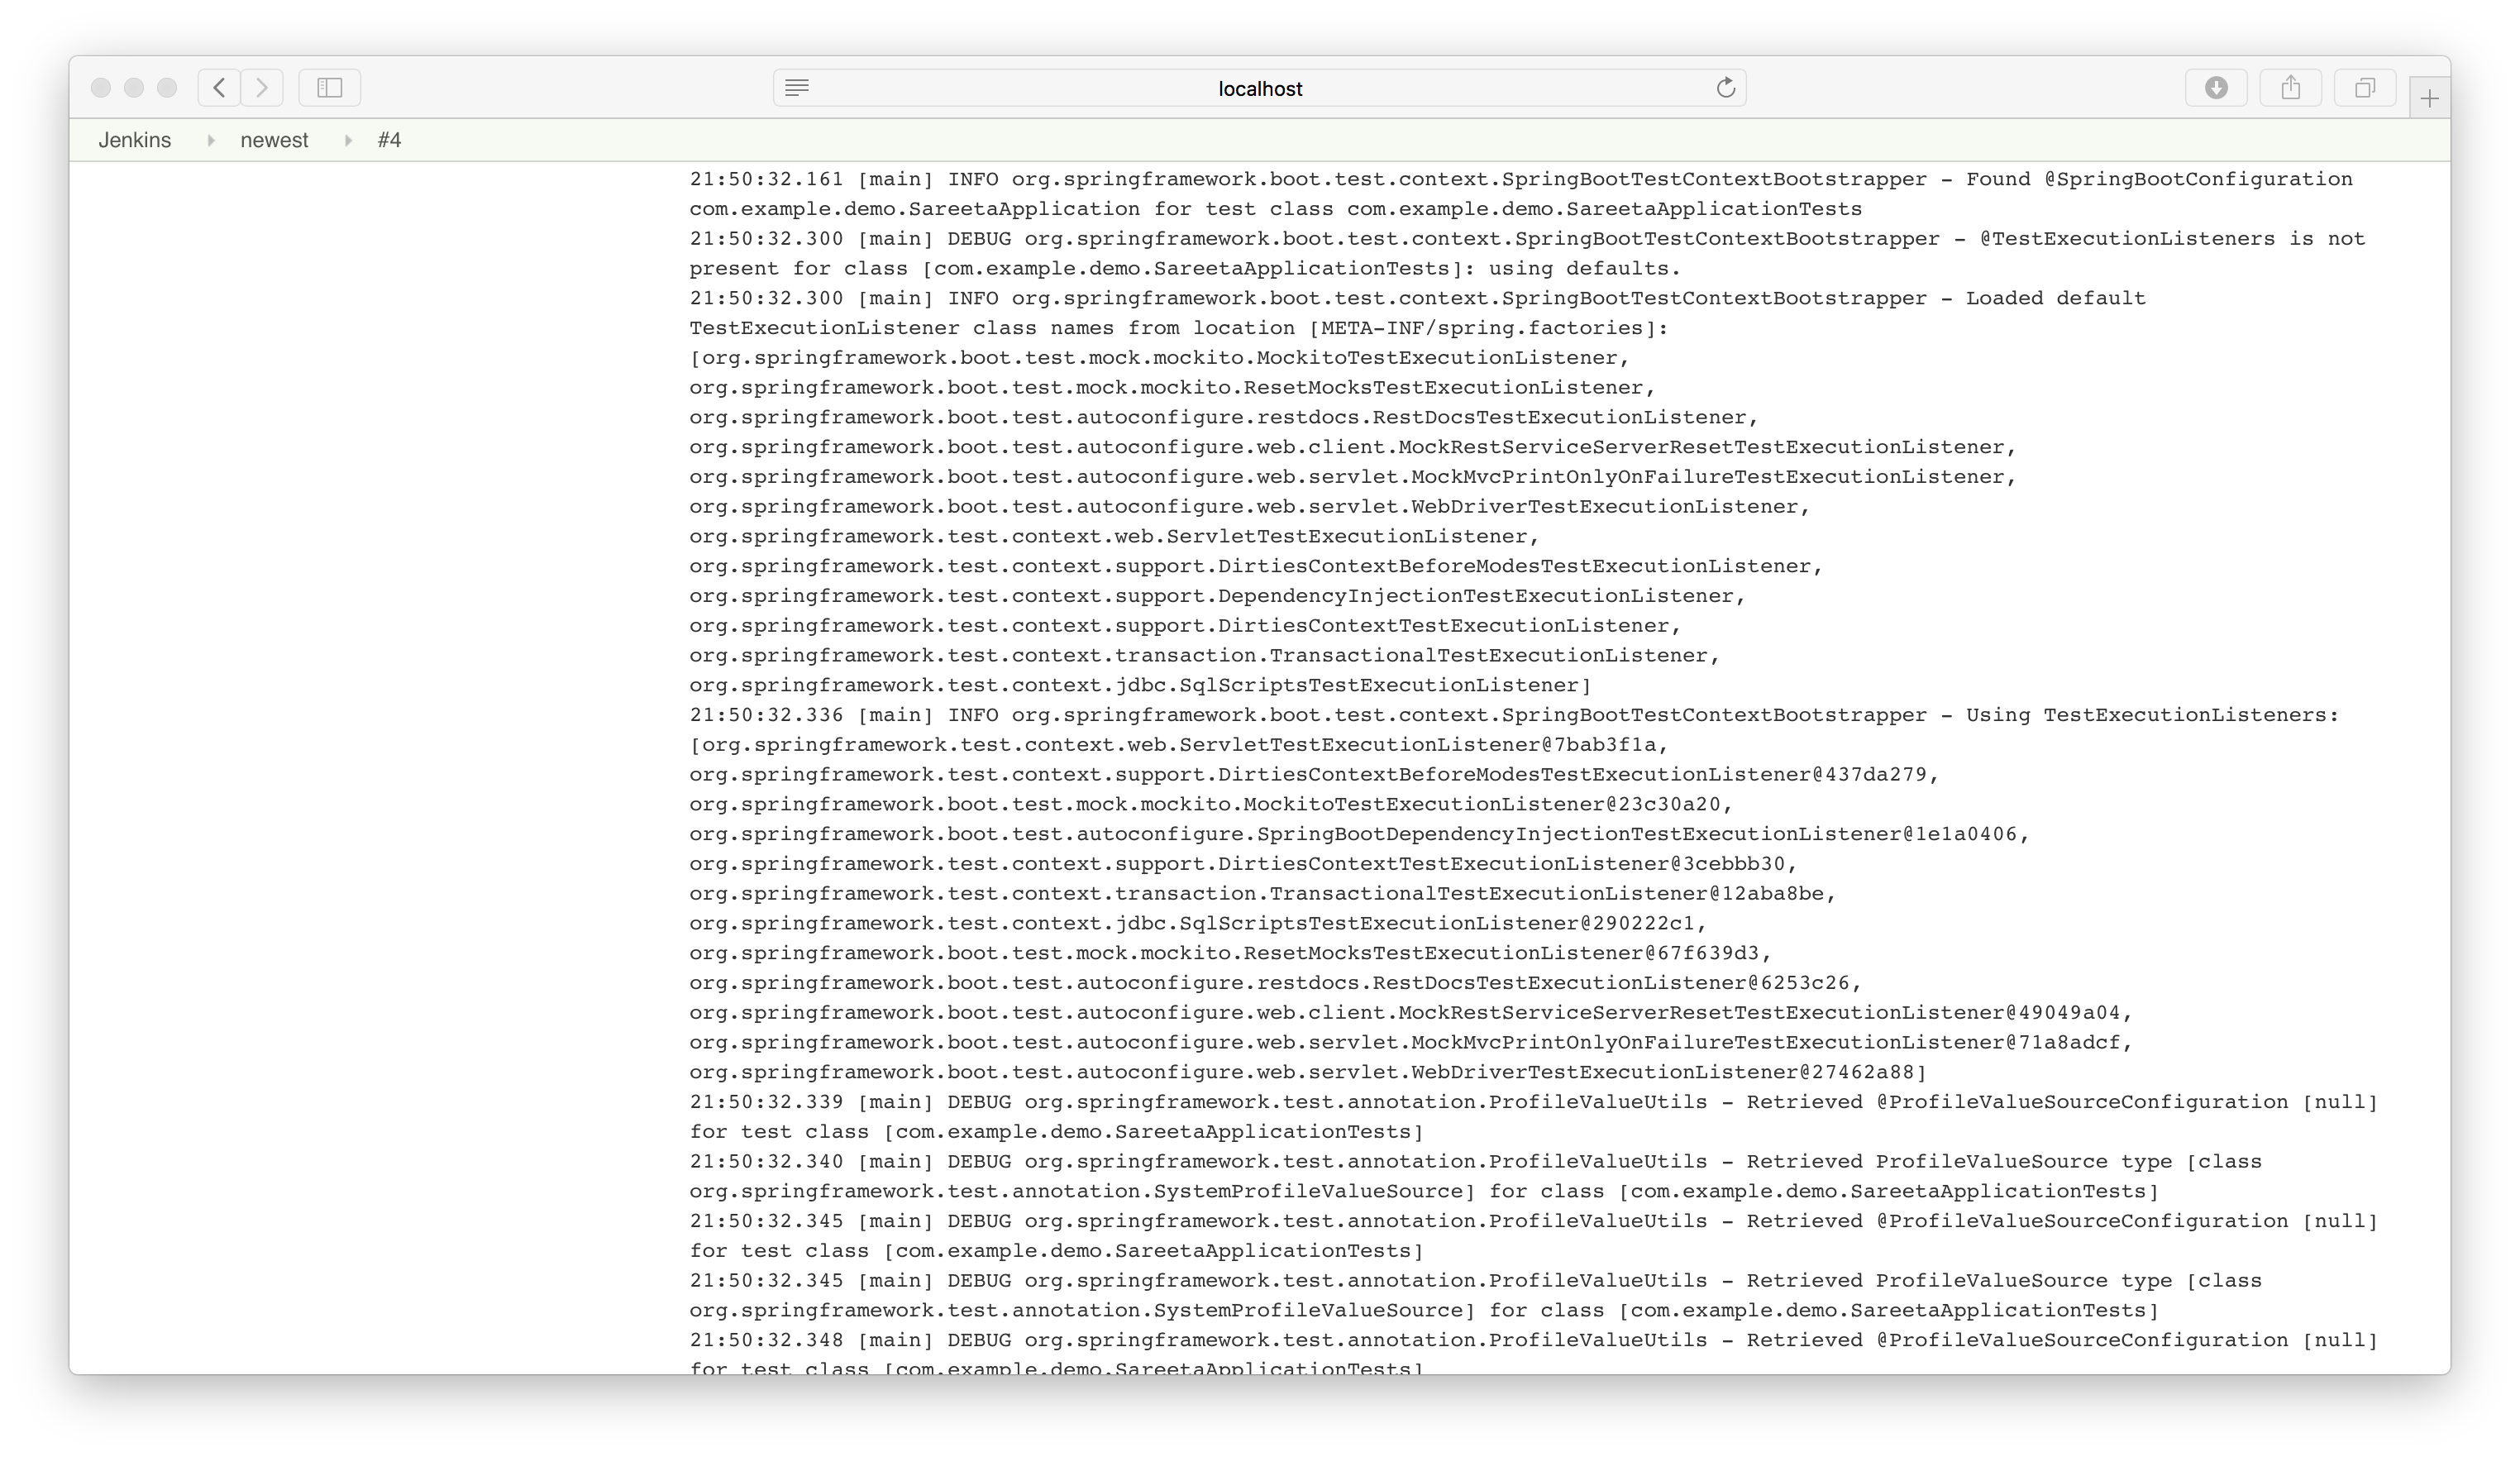 localhost
Jenkins newest #4
21:50:32.161 [main] INFO org.springframework.boot.test.context.SpringBootTestContextBootstrapper - Found @SpringBootConfiguration
com.example.demo.SareetaApplication for test class com.example.demo.SareetaApplicationTests
21:50:32.300 [main] DEBUG org.springframework.boot.test.context.SpringBootTestContextBootstrapper - @TestExecutionListeners is not
present for class [com.example.demo.SareetaApplicationTests]: using defaults.
21:50:32.300 [main] INFO org.springframework.boot.test.context.SpringBootTestContextBootstrapper - Loaded default
TestExecutionListener class names from location [META-INF/spring.factories]:
[org.springframework.boot.test.mock.mockito.MockitoTestExecutionListener,
org.springframework.boot.test.mock.mockito.ResetMocksTestExecutionListener,
org.springframework.boot.test.autoconfigure.restdocs.RestDocsTestExecutionListener,
org.springframework.boot.test.autoconfigure.web.client.MockRestServiceServerResetTestExecutionListener,
org.springframework.boot.test.autoconfigure.web.servlet.MockMvcPrintOnlyOnFailureTestExecutionListener,
org.springframework.boot.test.autoconfigure.web.servlet.WebDriverTestExecutionListener,
org.springframework.test.context.web.ServletTestExecutionListener,
org.springframework.test.context.support.DirtiesContextBeforeModesTestExecutionListener,
org.springframework.test.context.support.DependencyInjectionTestExecutionListener,
org.springframework.test.context.support.DirtiesContextTestExecutionListener,
org.springframework.test.context.transaction.TransactionalTestExecutionListener,
org.springframework.test.context.jdbc.SqlScriptsTestExecutionListener]
21:50:32.336 [main] INFO org.springframework.boot.test.context.SpringBootTestContextBootstrapper - Using TestExecutionListeners:
[org.springframework.test.context.web.ServletTestExecutionListener@7bab3f1a,
org.springframework.test.context.support.DirtiesContextBeforeModesTestExecutionListener@437da279,
org.springframework.boot.test.mock.mockito.MockitoTestExecutionListener@23c30a20,
org.springframework.boot.test.autoconfigure.SpringBootDependencyInjectionTestExecutionListener@1e1a0406,
org.springframework.test.context.support.DirtiesContextTestExecutionListener@3cebbb30,
org.springframework.test.context.transaction.TransactionalTestExecutionListener@12aba8be,
org.springframework.test.context.jdbc.SqlScriptsTestExecutionListener@290222c1,
org.springframework.boot.test.mock.mockito.ResetMocksTestExecutionListener@67f639d3,
org.springframework.boot.test.autoconfigure.restdocs.RestDocsTestExecutionListener@6253c26,
org.springframework.boot.test.autoconfigure.web.client.MockRestServiceServerResetTestExecutionListener@49049a04,
org.springframework.boot.test.autoconfigure.web.servlet.MockMvcPrintOnlyOnFailureTestExecutionListener@71a8adcf,
org.springframework.boot.test.autoconfigure.web.servlet.WebDriverTestExecutionListener@27462a88]
21:50:32.339 [main] DEBUG org.springframework.test.annotation.ProfileValueUtils - Retrieved @ProfileValueSourceConfiguration [null]
for test class [com.example.demo.SareetaApplicationTests]
21:50:32.340 [main] DEBUG org.springframework.test.annotation.ProfileValueUtils - Retrieved ProfileValueSource type [class
org.springframework.test.annotation.SystemProfileValueSource] for class [com.example.demo.SareetaApplicationTests]
21:50:32.345 [main] DEBUG org.springframework.test.annotation.ProfileValueUtils - Retrieved @ProfileValueSourceConfiguration [null]
for test class [com.example.demo.SareetaApplicationTests]
21:50:32.345 [main] DEBUG org.springframework.test.annotation.ProfileValueUtils - Retrieved ProfileValueSource type [class
org.springframework.test.annotation.SystemProfileValueSource] for class [com.example.demo.SareetaApplicationTests]
21:50:32.348 [main] DEBUG org.springframework.test.annotation.ProfileValueUtils - Retrieved @ProfileValueSourceConfiguration [null]
for test class [com.example.demo.SareetaApplicationTests]